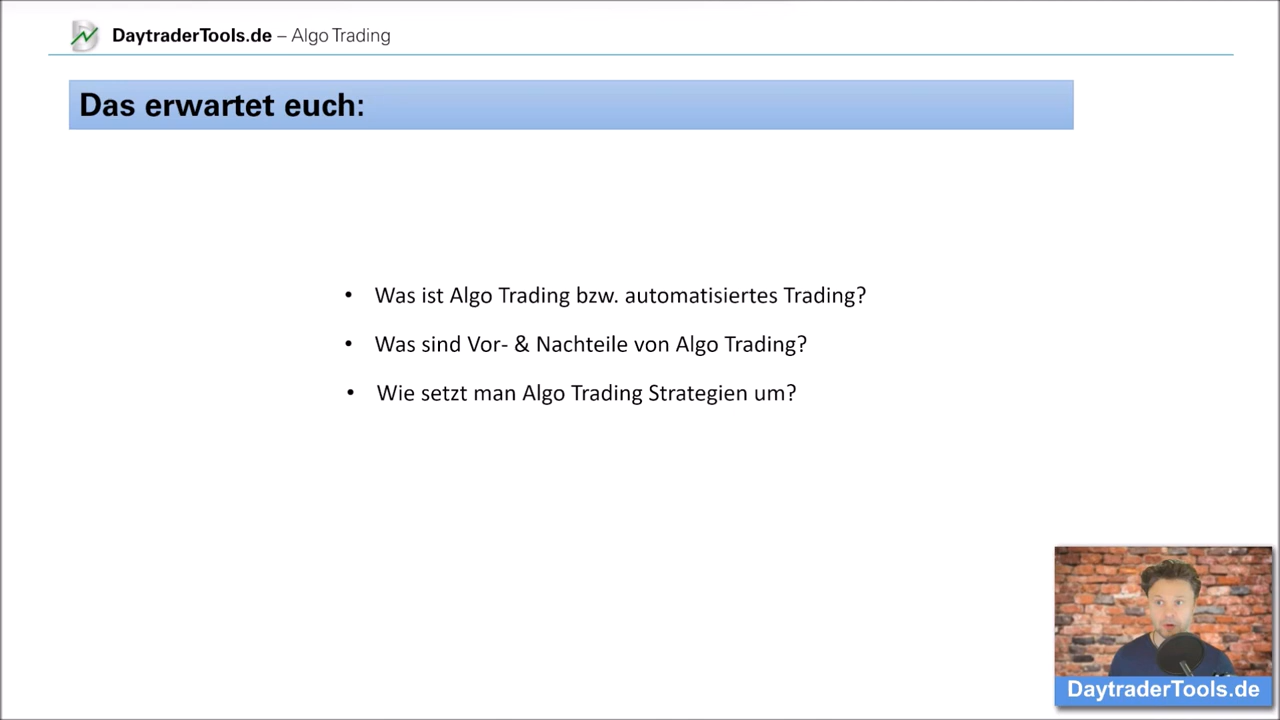 DaytraderTools.de – Algo Trading
Das erwartet euch:
• Was ist Algo Trading bzw. automatisiertes Trading?
• Was sind Vor- & Nachteile von Algo Trading?
• Wie setzt man Algo Trading Strategien um?
DaytraderTools.de